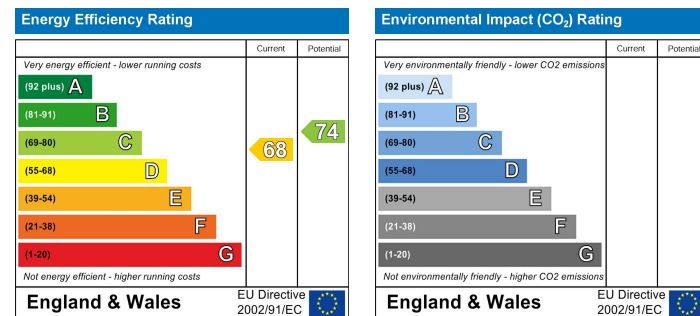 Energy Efficiency Rating
Current Potential
Very energy efficient - lower running costs
(92 plus) A
(81-91) B
(69-80) C
(55-68) D
(39-54) E
(21-38) F
(1-20) G
68
74
Not energy efficient - higher running costs
England & Wales
EU Directive
2002/91/EC
Environmental Impact (CO₂) Rating
Current Potential
Very environmentally friendly - lower CO2 emissions
(92 plus) A
(81-91) B
(69-80) C
(55-68) D
(39-54) E
(21-38) F
(1-20) G
Not environmentally friendly - higher CO2 emissions
England & Wales
EU Directive
2002/91/EC